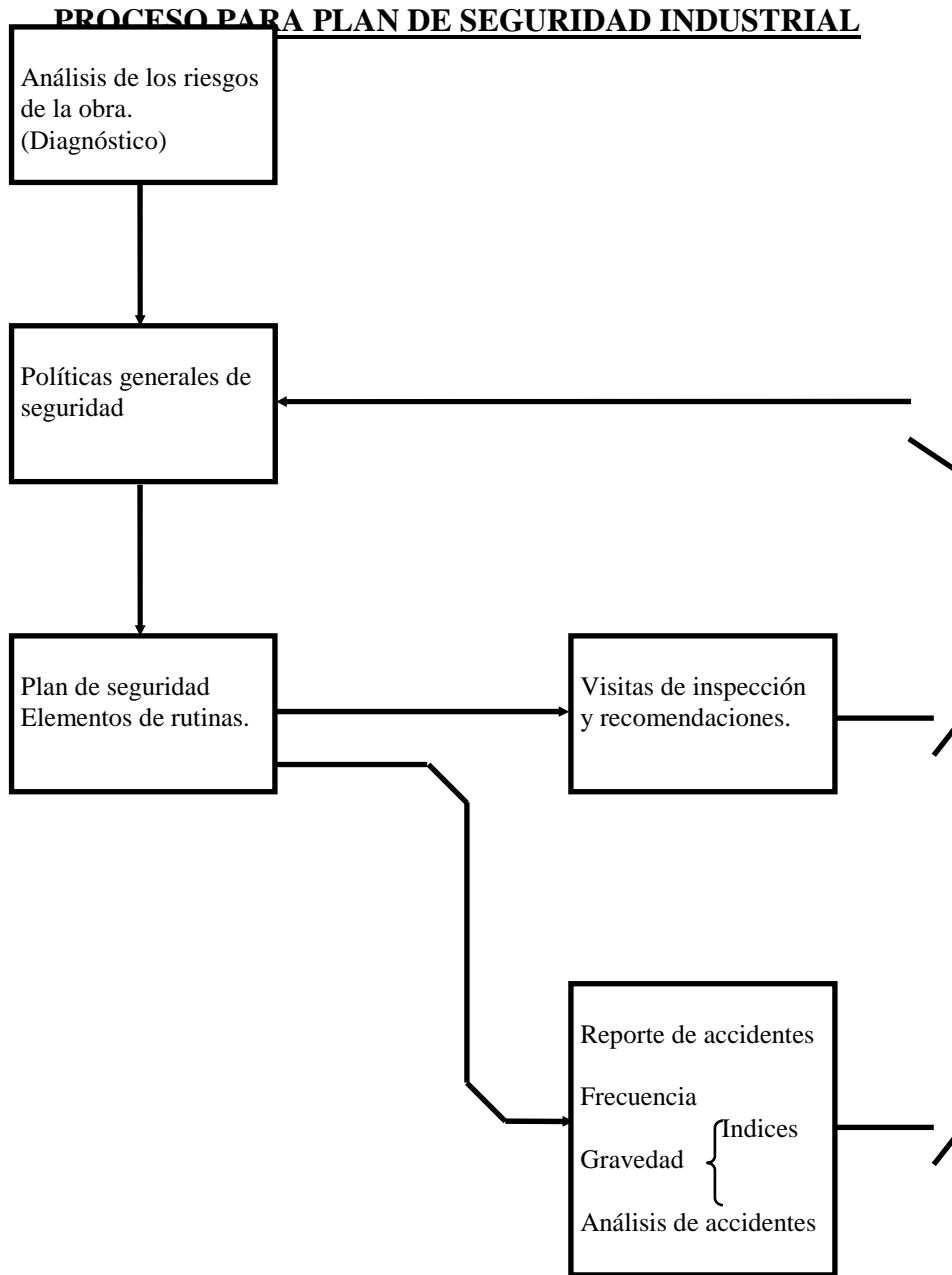 PROCESO PARA PLAN DE SEGURIDAD INDUSTRIAL
Análisis de los riesgos
de la obra.
(Diagnóstico)
Políticas generales de
seguridad
Plan de seguridad
Elementos de rutinas.
Visitas de inspección
y recomendaciones.
Reporte de accidentes
Frecuencia
Indices
Gravedad
Análisis de accidentes